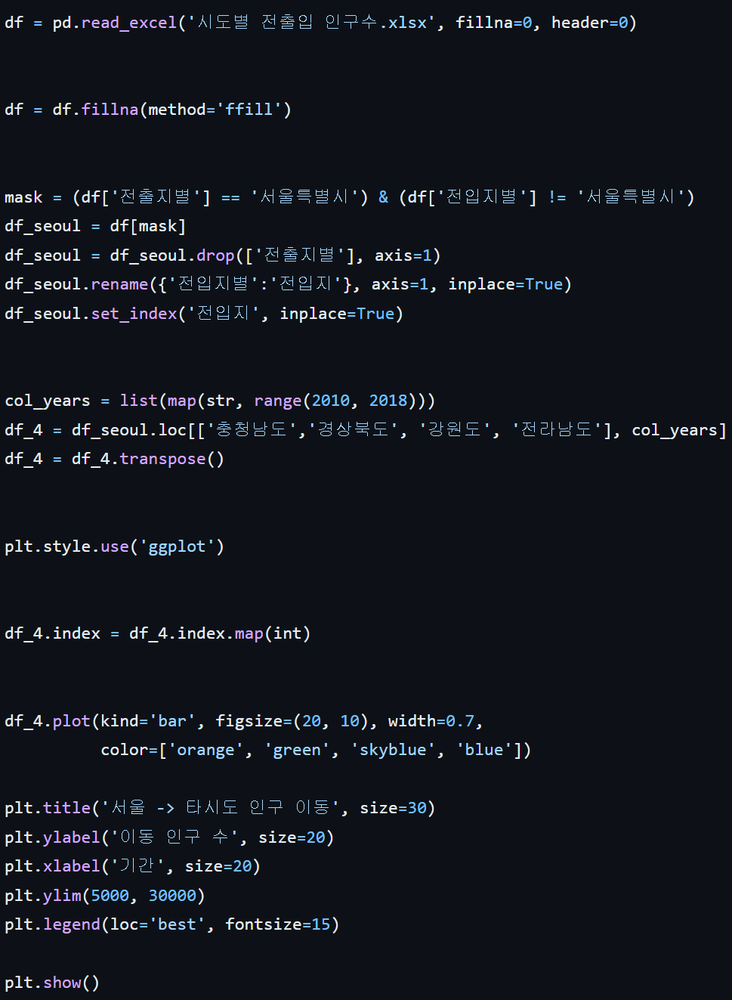 df = pd.read_excel('시도별 전출입 인구수.xlsx', fillna=0, header=0)
df = df.fillna(method='ffill')
mask = (df['전출지별'] == '서울특별시') & (df['전입지별'] != '서울특별시')
df_seoul = df[mask]
df_seoul = df_seoul.drop(['전출지별'], axis=1)
df_seoul.rename({'전입지별':'전입지'}, axis=1, inplace=True)
df_seoul.set_index('전입지', inplace=True)
col_years = list(map(str, range(2010, 2018)))
df_4 = df_seoul.loc[['충청남도','경상북도', '강원도', '전라남도'], col_years]
df_4 = df_4.transpose()
plt.style.use('ggplot')
df_4.index = df_4.index.map(int)
df_4.plot(kind='bar', figsize=(20, 10), width=0.7,
          color=['orange', 'green', 'skyblue', 'blue'])
plt.title('서울 -> 타시도 인구 이동', size=30)
plt.ylabel('이동 인구 수', size=20)
plt.xlabel('기간', size=20)
plt.ylim(5000, 30000)
plt.legend(loc='best', fontsize=15)
plt.show()